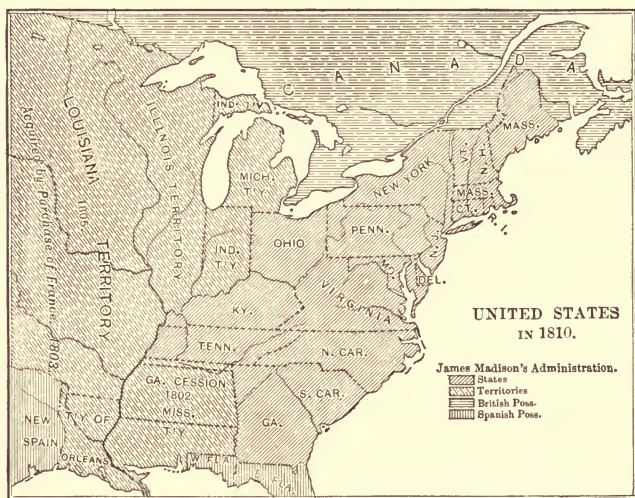 CANADA
Acquired by Purchase of France, 1803.
LOUISIANA
1805.
TERRITORY
ILLINOIS TERRITORY
IND. T'Y.
MICH.
T'Y
IND.
T'Y.
OHIO
PENN.
NEW YORK
VT.
N. H.
MASS.
MASS.
CT.
R. I.
N. J.
MD.
DEL.
VIRGINIA
KY.
TENN.
N. CAR.
S. CAR.
GA. CESSION
1802
MISS.
T'Y
GA.
W. FLA.
E. FLA.
NEW
SPAIN
T'Y OF
ORLEANS
UNITED STATES
IN 1810.
James Madison's Administration.
States
Territories
British Poss.
Spanish Poss.